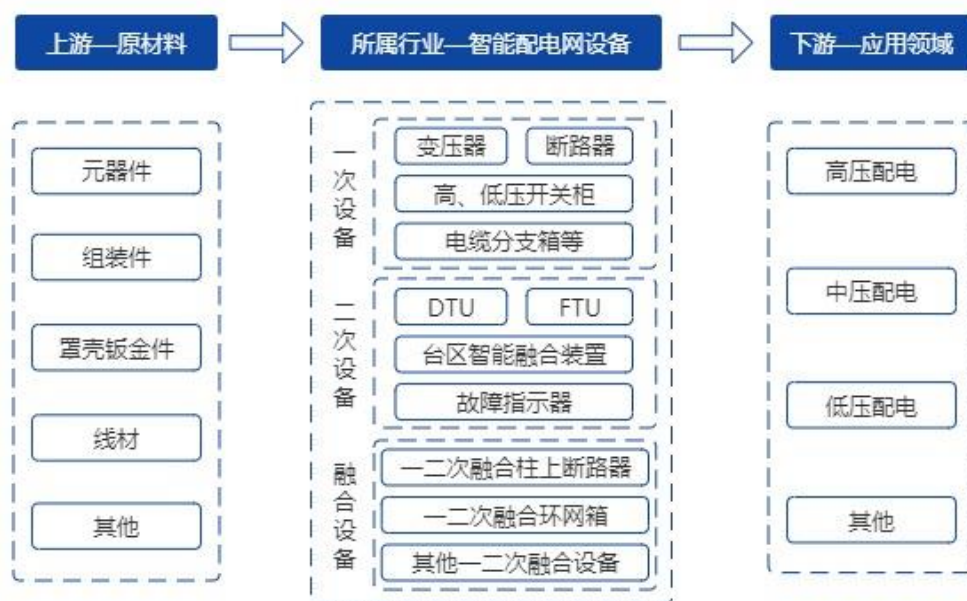 上游—原材料
所属行业—智能配电网设备
下游—应用领域
元器件
组装件
罩壳钣金件
线材
其他
一次设备
变压器
断路器
高、低压开关柜
电缆分支箱等
二次设备
DTU
FTU
台区智能融合装置
故障指示器
融合设备
一二次融合柱上断路器
一二次融合环网箱
其他一二次融合设备
高压配电
中压配电
低压配电
其他